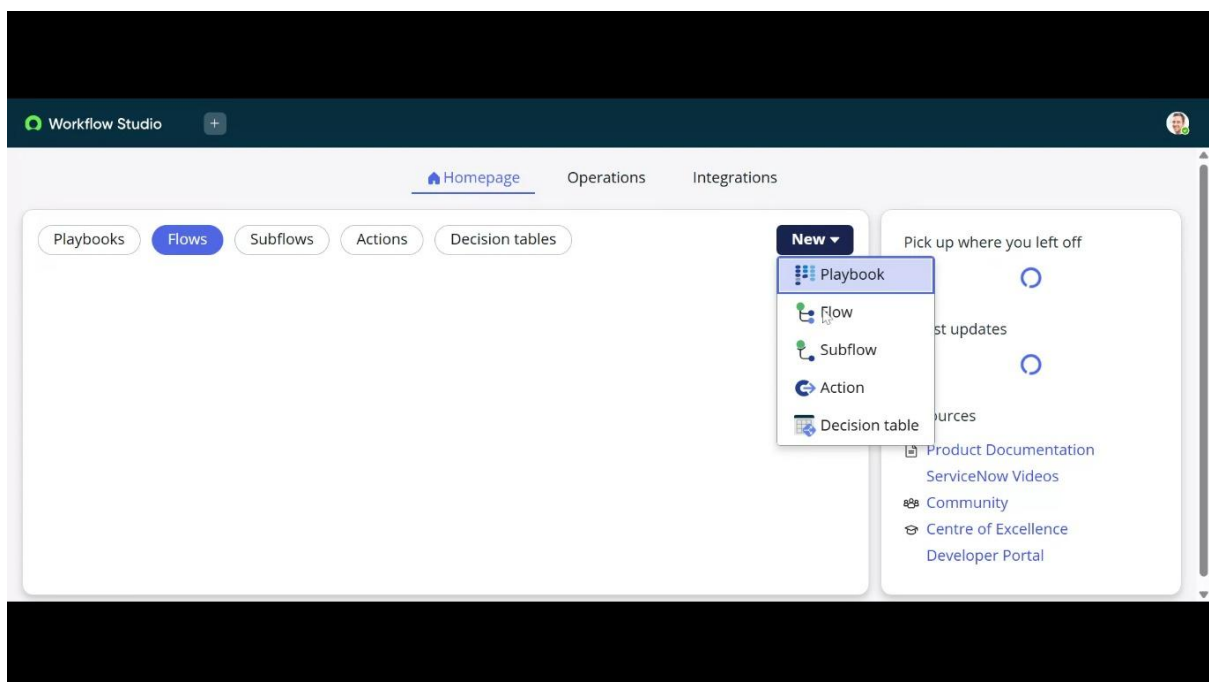 Workflow Studio +
Homepage Operations Integrations
Playbooks Flows Subflows Actions Decision tables New
Playbook
Flow
Subflow
Action
Decision table
Pick up where you left off
st updates
urces
Product Documentation
ServiceNow Videos
Community
Centre of Excellence
Developer Portal